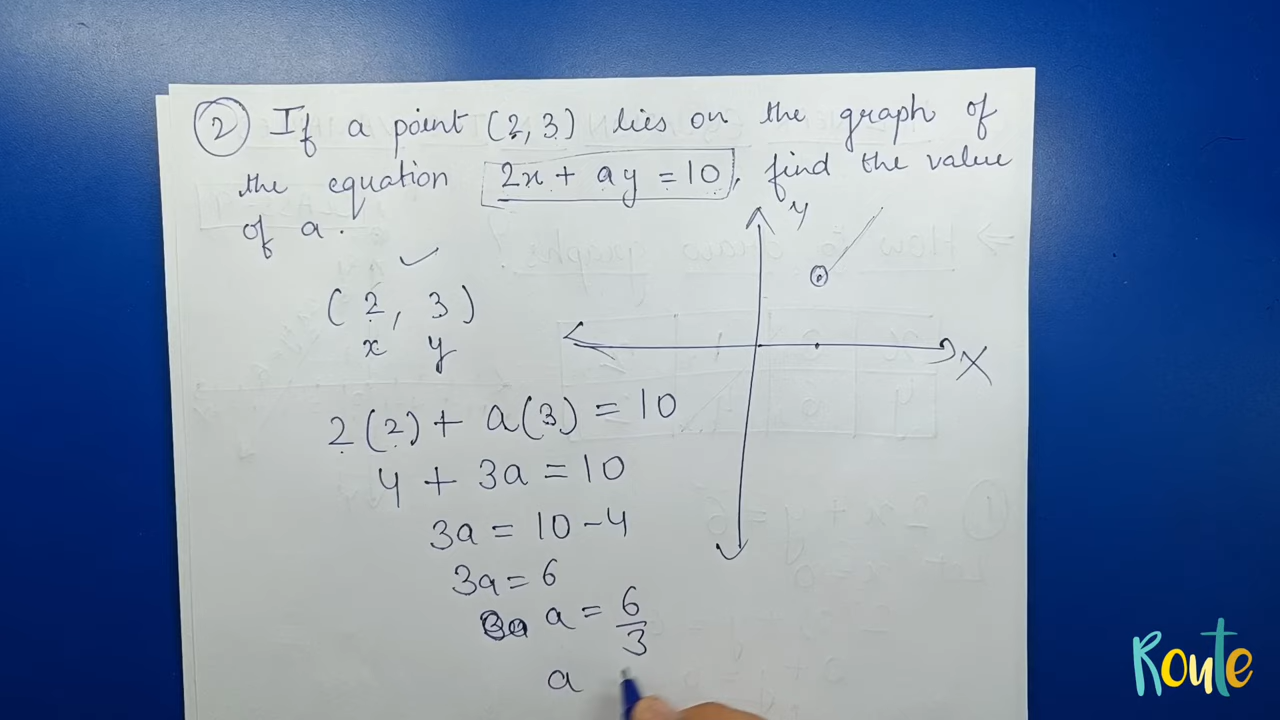 2 If a point (2, 3) lies on the graph of
the equation 2x + ay = 10, find the value
of a.
y
(2, 3)
x y
X
2(2) + a(3) = 10
4 + 3a = 10
3a = 10 - 4
3a = 6
a = 6/3
a
Route